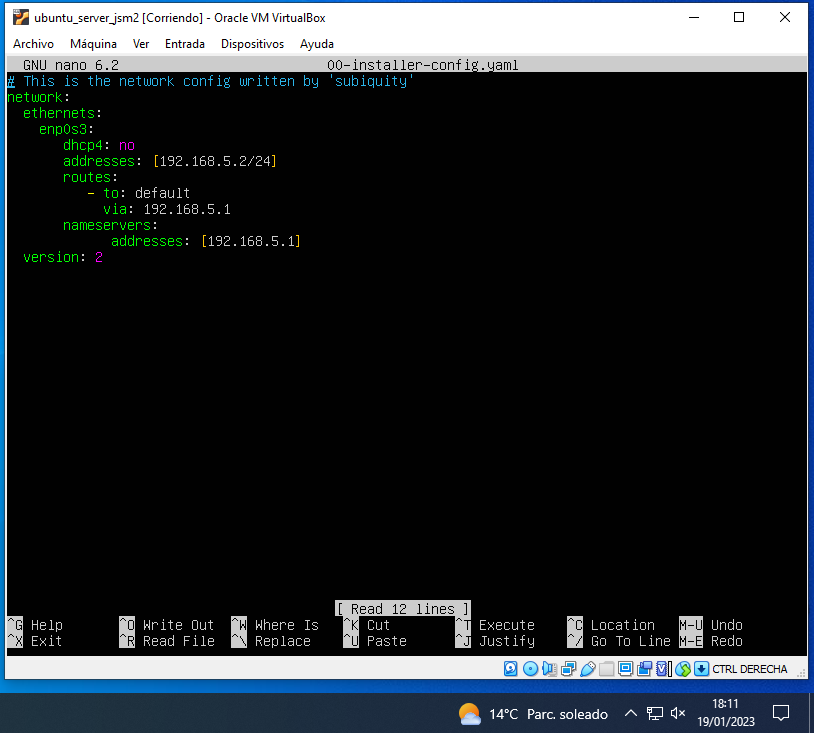 ubuntu_server_jsm2 [Corriendo] - Oracle VM VirtualBox
Archivo Máquina Ver Entrada Dispositivos Ayuda
GNU nano 6.2 00-installer-config.yaml
# This is the network config written by 'subiquity'
network:
  ethernets:
    enp0s3:
       dhcp4: no
       addresses: [192.168.5.2/24]
       routes:
          - to: default
            via: 192.168.5.1
       nameservers:
             addresses: [192.168.5.1]
  version: 2
[ Read 12 lines ]
^G Help ^O Write Out ^W Where Is ^K Cut ^T Execute ^C Location M-U Undo
^X Exit ^R Read File ^\ Replace ^U Paste ^J Justify ^/ Go To Line M-E Redo
CTRL DERECHA
14°C Parc. soleado
18:11
19/01/2023